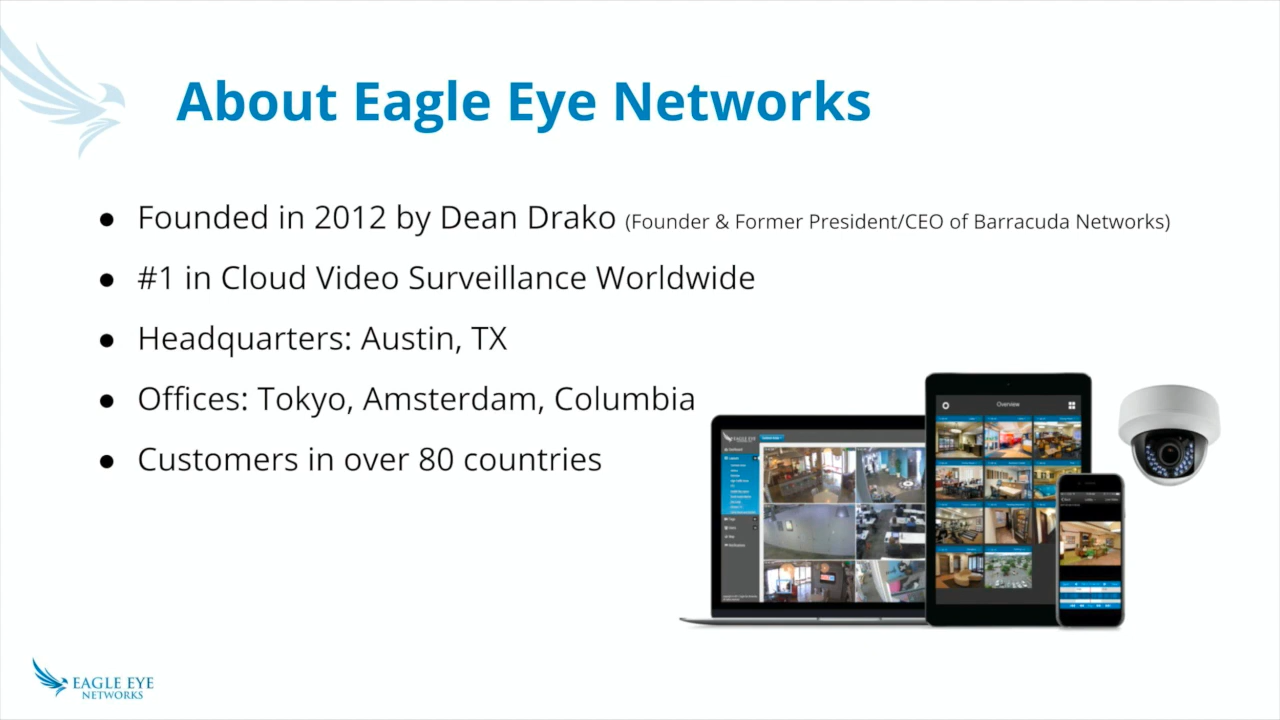 About Eagle Eye Networks
● Founded in 2012 by Dean Drako (Founder & Former President/CEO of Barracuda Networks)
● #1 in Cloud Video Surveillance Worldwide
● Headquarters: Austin, TX
● Offices: Tokyo, Amsterdam, Columbia
● Customers in over 80 countries
Overview
EAGLE EYE
EAGLE EYE
NETWORKS